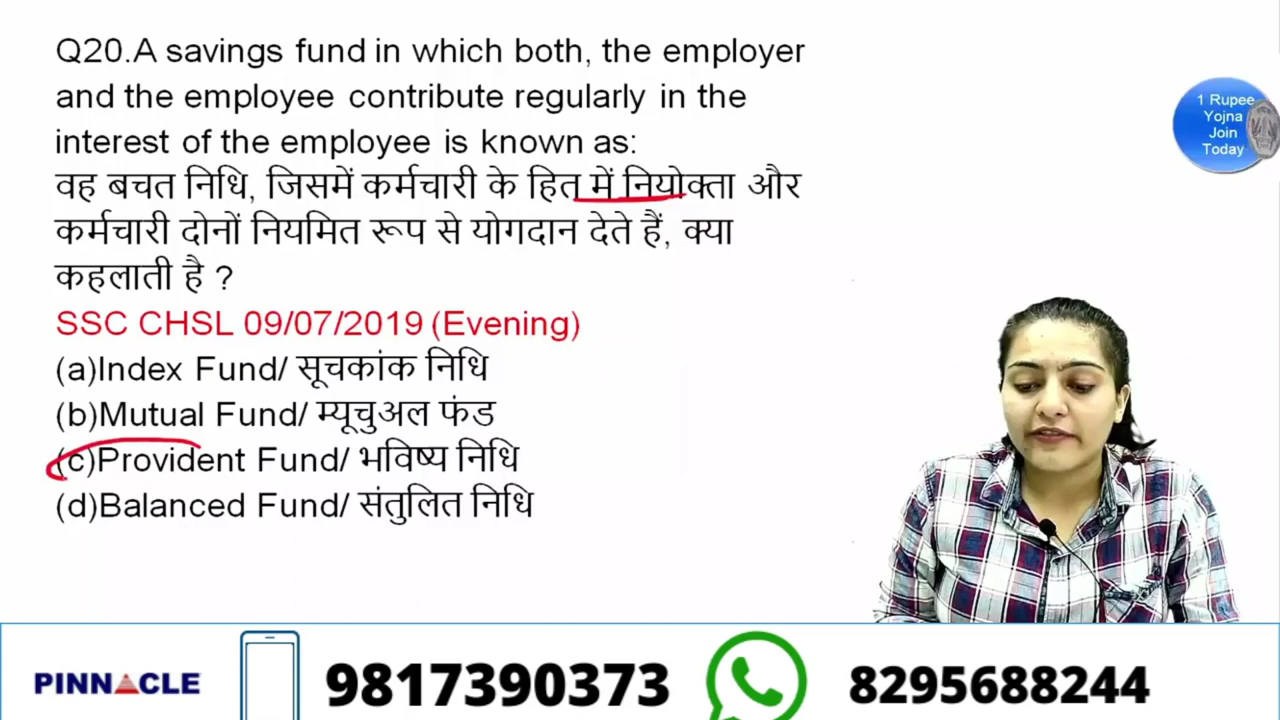 Q20.A savings fund in which both, the employer
and the employee contribute regularly in the
interest of the employee is known as:
वह बचत निधि, जिसमें कर्मचारी के हित में नियोक्ता और
कर्मचारी दोनों नियमित रूप से योगदान देते हैं, क्या
कहलाती है ?
SSC CHSL 09/07/2019 (Evening)
(a)Index Fund/ सूचकांक निधि
(b)Mutual Fund/ म्यूचुअल फंड
(c)Provident Fund/ भविष्य निधि
(d)Balanced Fund/ संतुलित निधि
1 Rupee
Yojna
Join
Today
PINNACLE
9817390373
8295688244